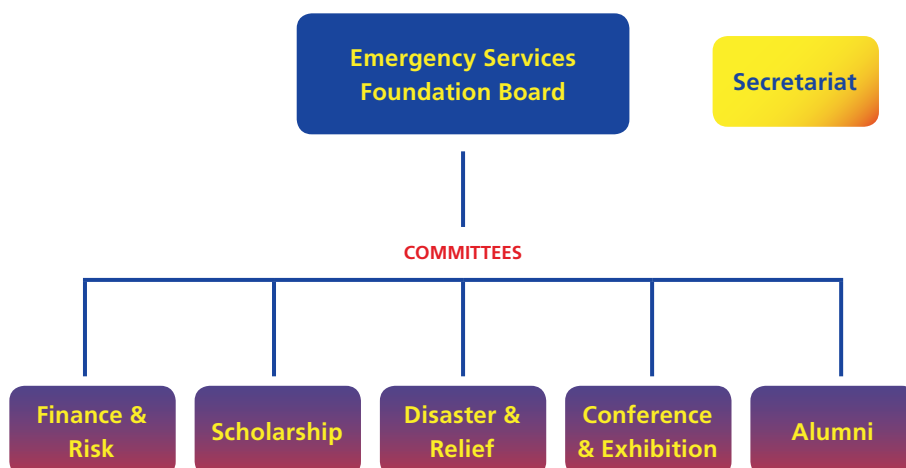 Emergency Services
Foundation Board
Secretariat
COMMITTEES
Finance &
Risk
Scholarship
Disaster &
Relief
Conference
& Exhibition
Alumni